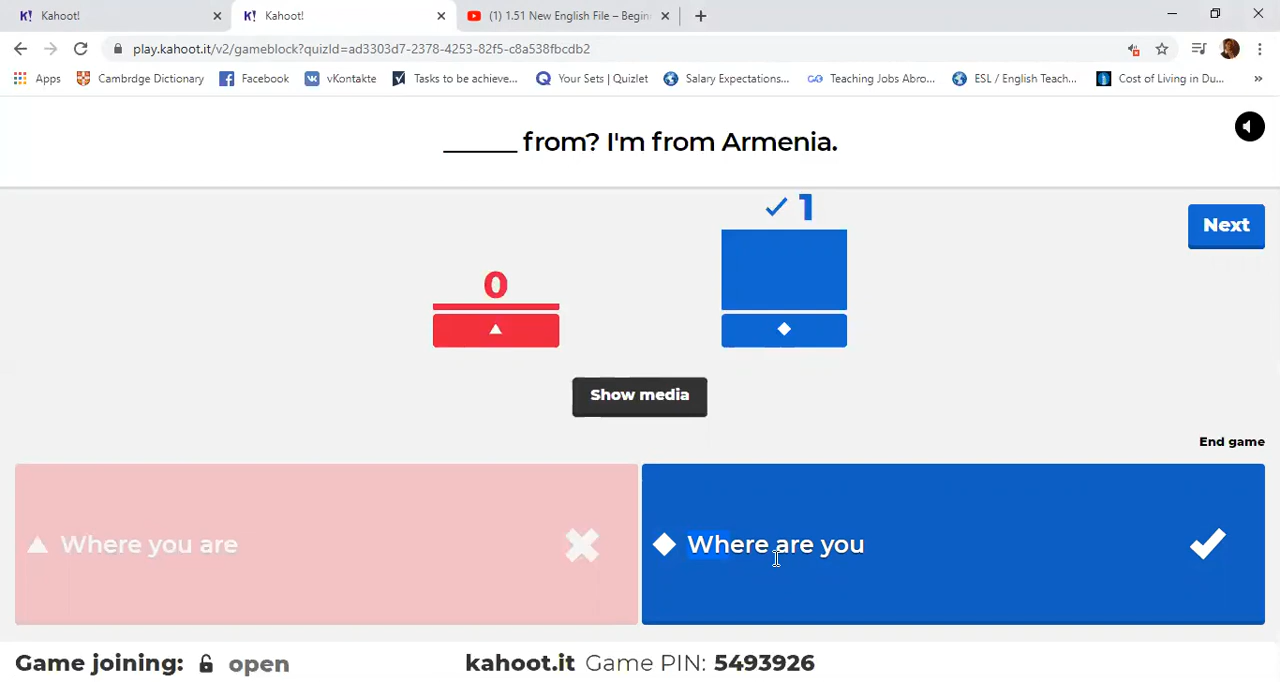 K! Kahoot!
K! Kahoot!
(1) 1.51 New English File – Begin
play.kahoot.it/v2/gameblock?quizId=ad3303d7-2378-4253-82f5-c8a538fbcdb2
Apps
Cambrdge Dictionary
Facebook
vKontakte
Tasks to be achieve...
Your Sets | Quizlet
Salary Expectations...
Teaching Jobs Abro...
ESL / English Teach...
Cost of Living in Du...
______ from? I'm from Armenia.
0
1
Next
Show media
End game
Where you are
Where are you
Game joining: open
kahoot.it Game PIN: 5493926